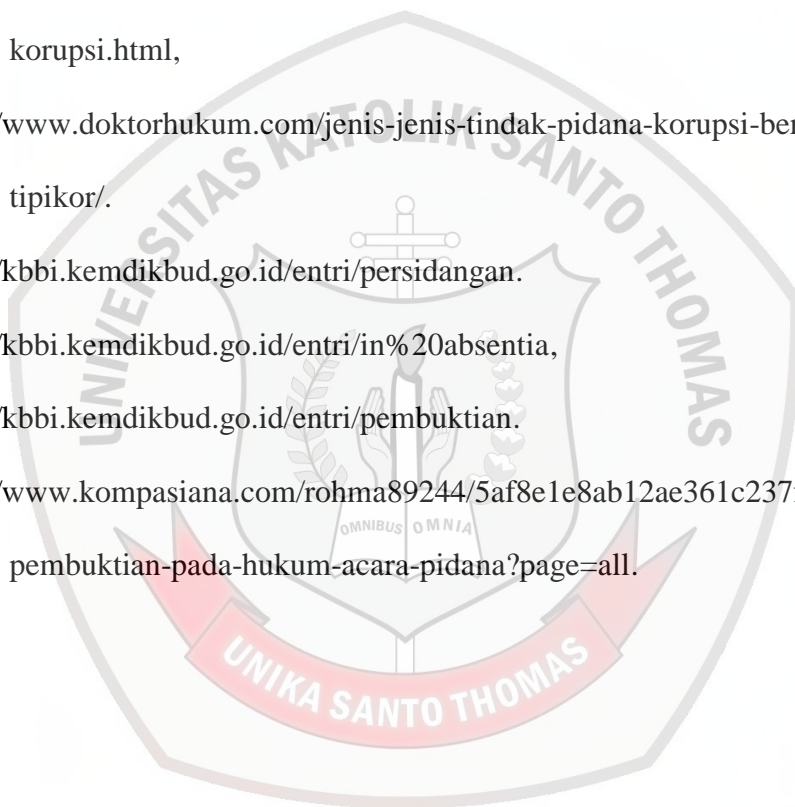 korupsi.html,
/www.doktorhukum.com/jenis-jenis-tindak-pidana-korupsi-ber
tipikor/.
/kbbi.kemdikbud.go.id/entri/persidangan.
/kbbi.kemdikbud.go.id/entri/in%20absentia,
/kbbi.kemdikbud.go.id/entri/pembuktian.
/www.kompasiana.com/rohma89244/5af8e1e8ab12ae361c237
pembuktian-pada-hukum-acara-pidana?page=all.
UNIVERSITAS KATOLIK SANTO THOMAS
OMNIBUS OMNIA
UNIKA SANTO THOMAS